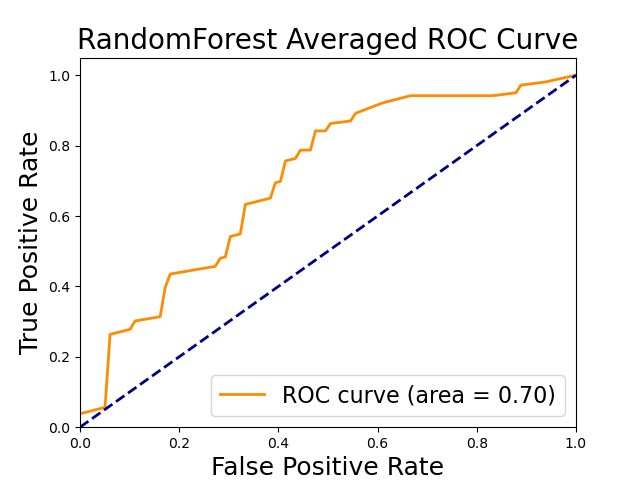 RandomForest Averaged ROC Curve
True Positive Rate
1.0
0.8
0.6
0.4
0.2
0.0
ROC curve (area = 0.70)
0.0 0.2 0.4 0.6 0.8 1.0
False Positive Rate